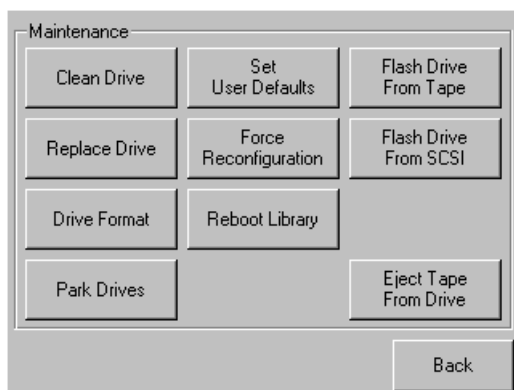 Maintenance
Clean Drive
Set
User Defaults
Flash Drive
From Tape
Replace Drive
Force
Reconfiguration
Flash Drive
From SCSI
Drive Format
Reboot Library
Park Drives
Eject Tape
From Drive
Back